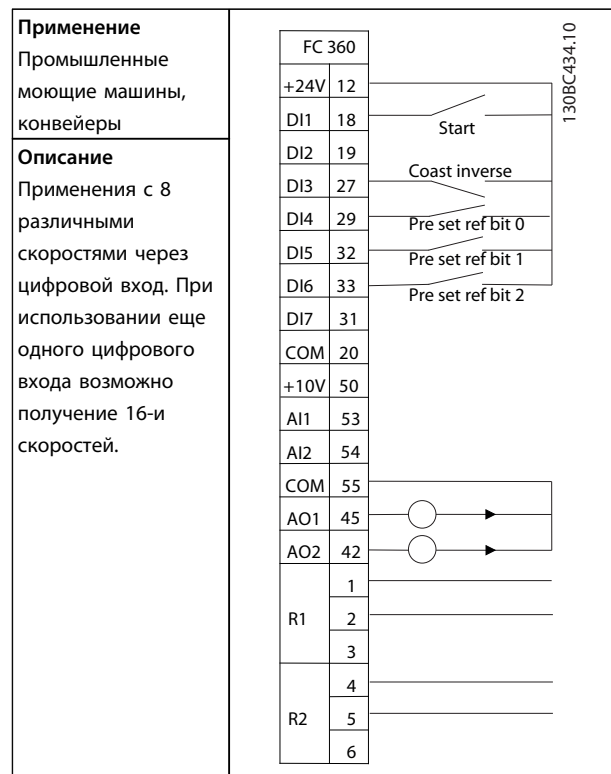 Применение
Промышленные
моющие машины,
конвейеры
Описание
Применения с 8
различными
скоростями через
цифровой вход. При
использовании еще
одного цифрового
входа возможно
получение 16-и
скоростей.
130BC434.10
FC 360
+24V 12
DI1 18
Start
DI2 19
Coast inverse
DI3 27
DI4 29
Pre set ref bit 0
DI5 32
Pre set ref bit 1
DI6 33
Pre set ref bit 2
DI7 31
COM 20
+10V 50
AI1 53
AI2 54
COM 55
AO1 45
AO2 42
1
R1 2
3
4
R2 5
6